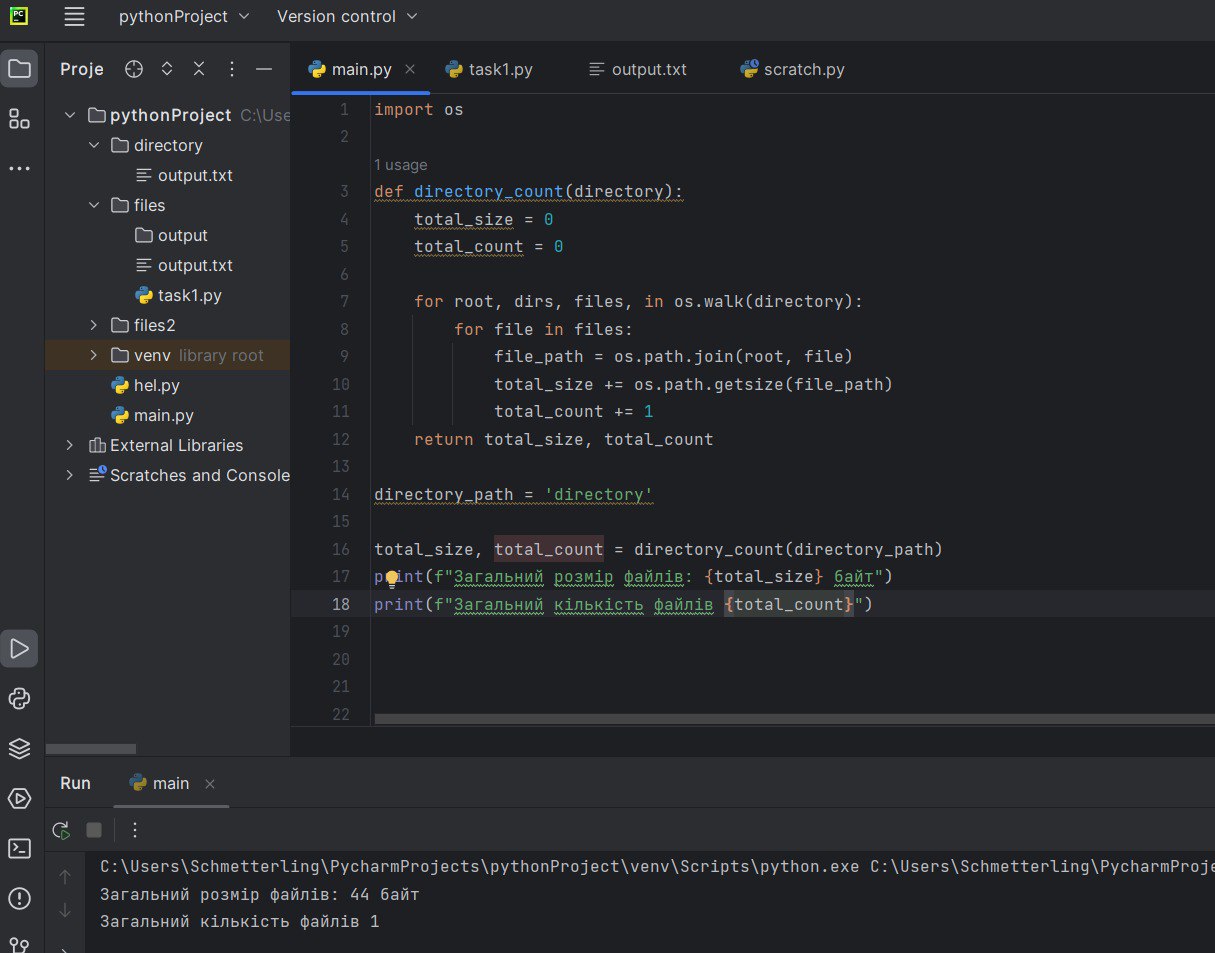 PC
pythonProject
Version control
Proje
main.py
task1.py
output.txt
scratch.py
pythonProject C:\Use
directory
output.txt
files
output
output.txt
task1.py
files2
venv library root
hel.py
main.py
External Libraries
Scratches and Console
1 import os
2
1 usage
3 def directory_count(directory):
4 total_size = 0
5 total_count = 0
6
7 for root, dirs, files, in os.walk(directory):
8 for file in files:
9 file_path = os.path.join(root, file)
10 total_size += os.path.getsize(file_path)
11 total_count += 1
12 return total_size, total_count
13
14 directory_path = 'directory'
15
16 total_size, total_count = directory_count(directory_path)
17 print(f"Загальний розмір файлів: {total_size} байт")
18 print(f"Загальний кількість файлів {total_count}")
19
20
21
22
Run
main
C:\Users\Schmetterling\PycharmProjects\pythonProject\venv\Scripts\python.exe C:\Users\Schmetterling\PycharmProje
Загальний розмір файлів: 44 байт
Загальний кількість файлів 1